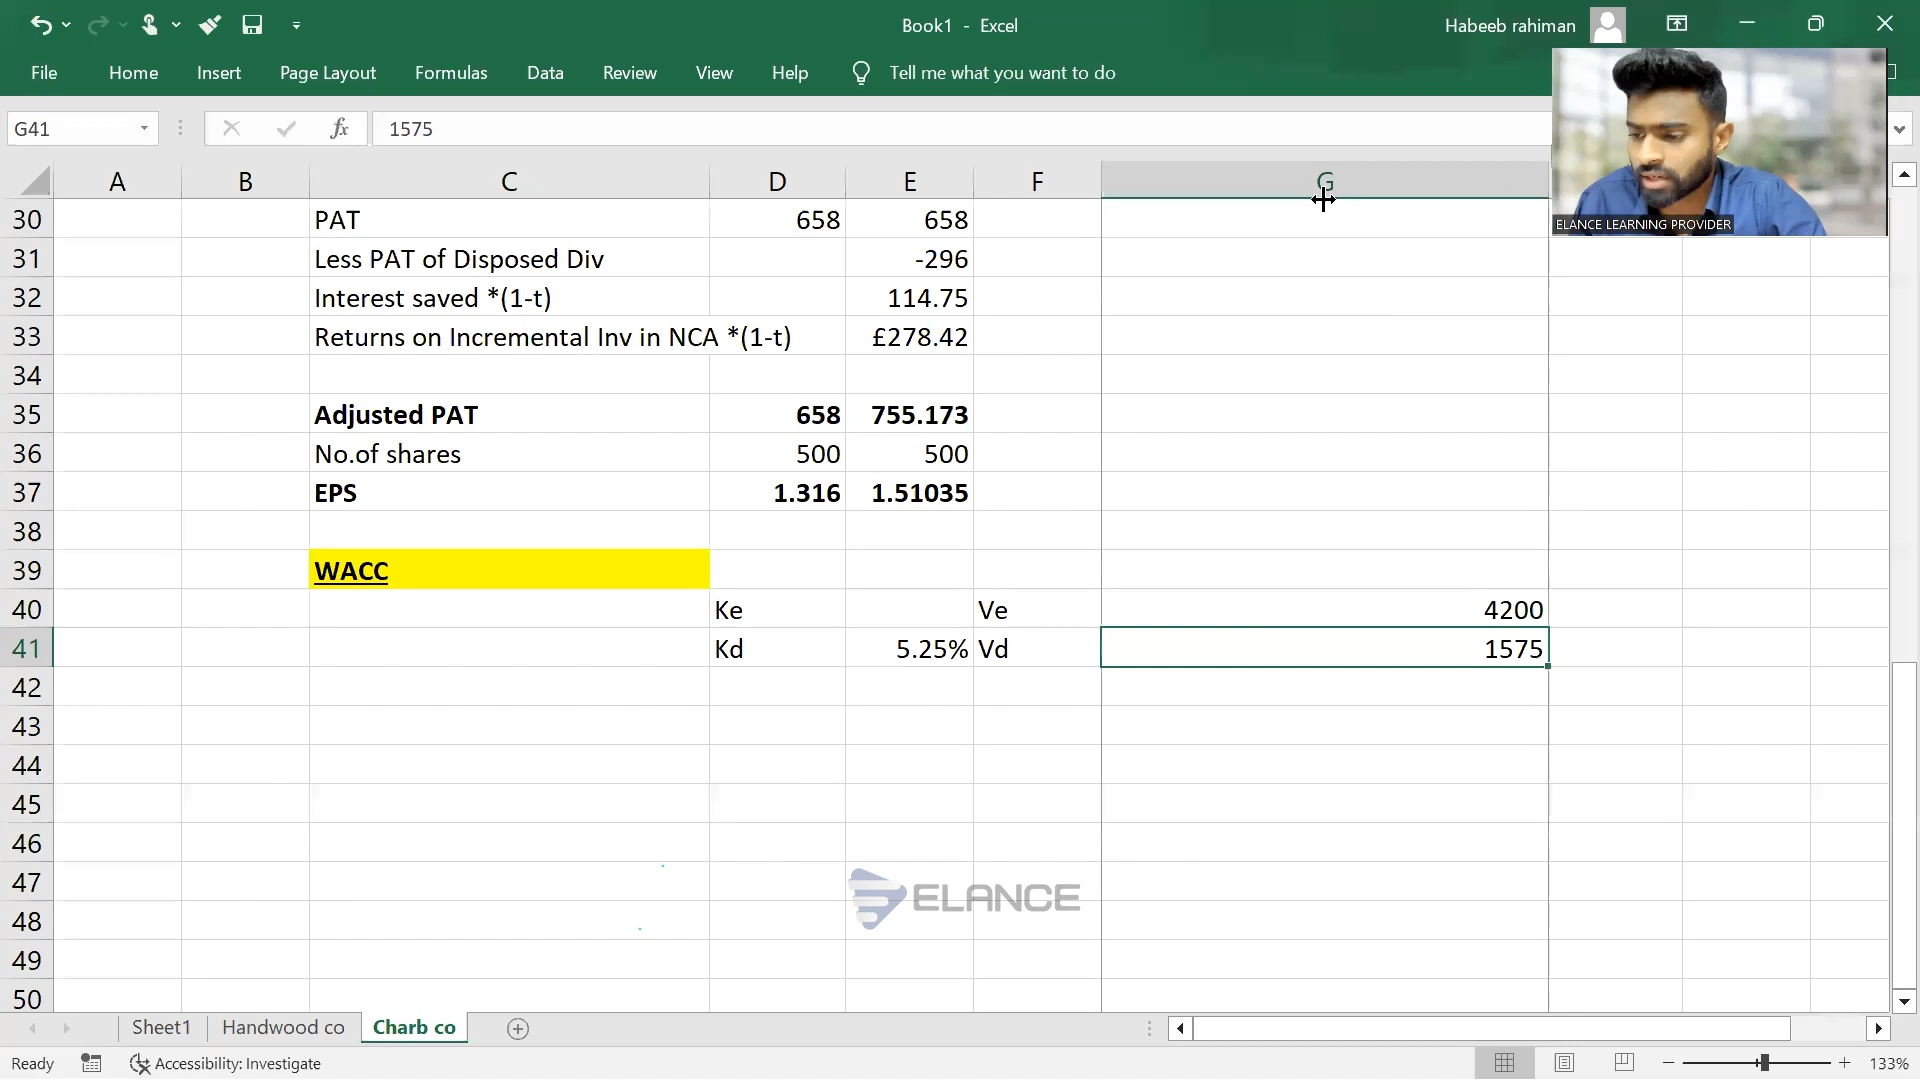 Book1 - Excel
Habeeb rahiman
File Home Insert Page Layout Formulas Data Review View Help Tell me what you want to do
G41 fx 1575
ELANCE LEARNING PROVIDER
A B C D E F G
30 PAT 658 658
31 Less PAT of Disposed Div -296
32 Interest saved *(1-t) 114.75
33 Returns on Incremental Inv in NCA *(1-t) £278.42
34
35 Adjusted PAT 658 755.173
36 No.of shares 500 500
37 EPS 1.316 1.51035
38
39 WACC
40 Ke Ve 4200
41 Kd 5.25% Vd 1575
42
43
44
45
46
47
ELANCE
48
49
50
Sheet1 Handwood co Charb co
Ready Accessibility: Investigate 133%